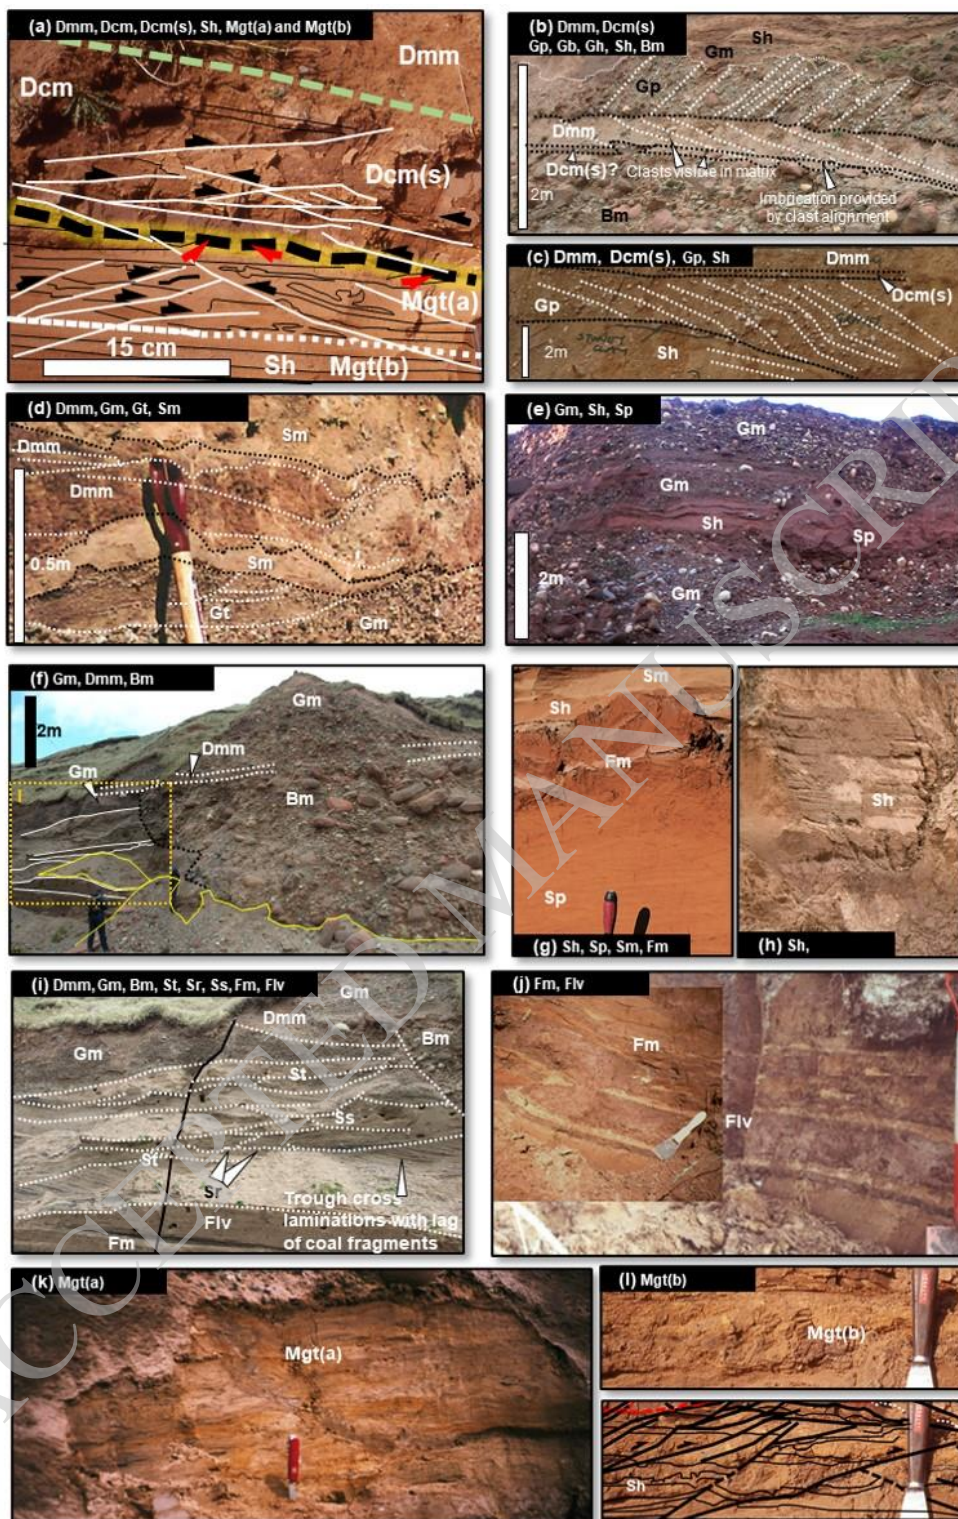 (a) Dmm, Dcm, Dcm(s), Sh, Mgt(a) and Mgt(b)
Dmm
Dcm
Dcm(s)
Mgt(a)
15 cm
Sh
Mgt(b)
(b) Dmm, Dcm(s)
Gp, Gb, Gh, Sh, Bm
Sh
Gm
Gp
Dmm
Dcm(s)?
Clasts visible in matrix
2m
Bm
Imbrication provided
by clast alignment
(c) Dmm, Dcm(s), Gp, Sh
Dmm
Dcm(s)
Gp
2m
Sh
(d) Dmm, Gm, Gt, Sm
Sm
Dmm
Dmm
0.5m
Sm
Gt
Gm
(e) Gm, Sh, Sp
Gm
Gm
Sh
Sp
2m
Gm
(f) Gm, Dmm, Bm
Gm
2m
Dmm
Gm
I
Bm
Sm
Sh
Fm
Sp
(g) Sh, Sp, Sm, Fm
Sh
(h) Sh,
(i) Dmm, Gm, Bm, St, Sr, Ss, Fm, Flv
Gm
Dmm
Gm
Bm
St
Ss
St
Sr
Trough cross
Flv
laminations with lag
Fm
of coal fragments
(j) Fm, Flv
Fm
Flv
(k) Mgt(a)
Mgt(a)
(l) Mgt(b)
Mgt(b)
Sh
ACCEPTED MANUSCRI